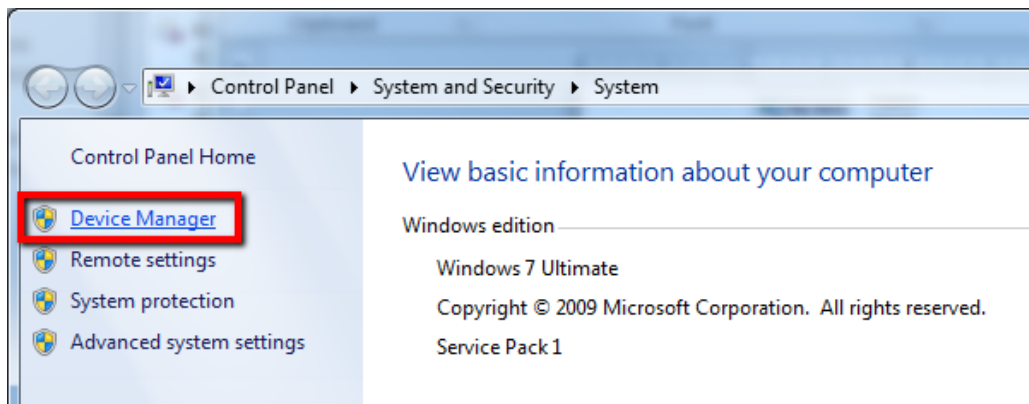 Control Panel ▸ System and Security ▸ System
Control Panel Home
Device Manager
Remote settings
System protection
Advanced system settings
View basic information about your computer
Windows edition
Windows 7 Ultimate
Copyright © 2009 Microsoft Corporation. All rights reserved.
Service Pack 1